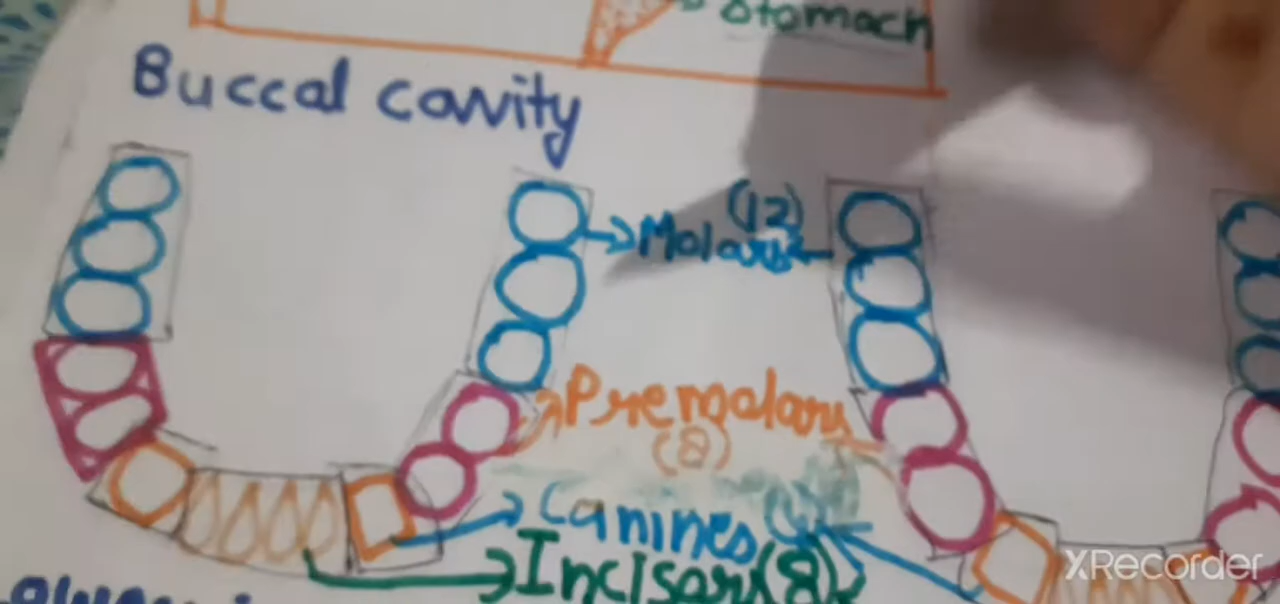 Stomach
Buccal cavity
(12)
Molars
Premolars
(8)
Canines
Incisors (8)
XRecorder